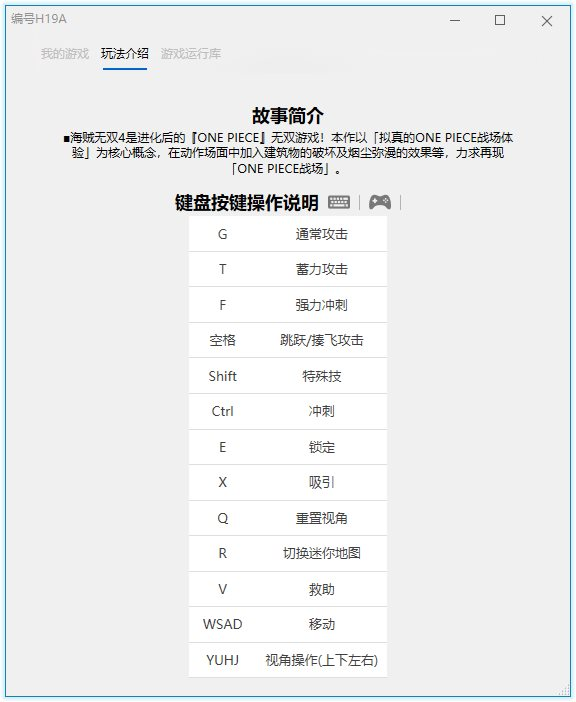 编号H19A
我的游戏 玩法介绍 游戏运行库
故事简介
■海贼无双4是进化后的『ONE PIECE』无双游戏！本作以「拟真的ONE PIECE战场体
验」为核心概念，在动作场面中加入建筑物的破坏及烟尘弥漫的效果等，力求再现
「ONE PIECE战场」。
键盘按键操作说明
G 通常攻击
T 蓄力攻击
F 强力冲刺
空格 跳跃/揍飞攻击
Shift 特殊技
Ctrl 冲刺
E 锁定
X 吸引
Q 重置视角
R 切换迷你地图
V 救助
WSAD 移动
YUHJ 视角操作(上下左右)